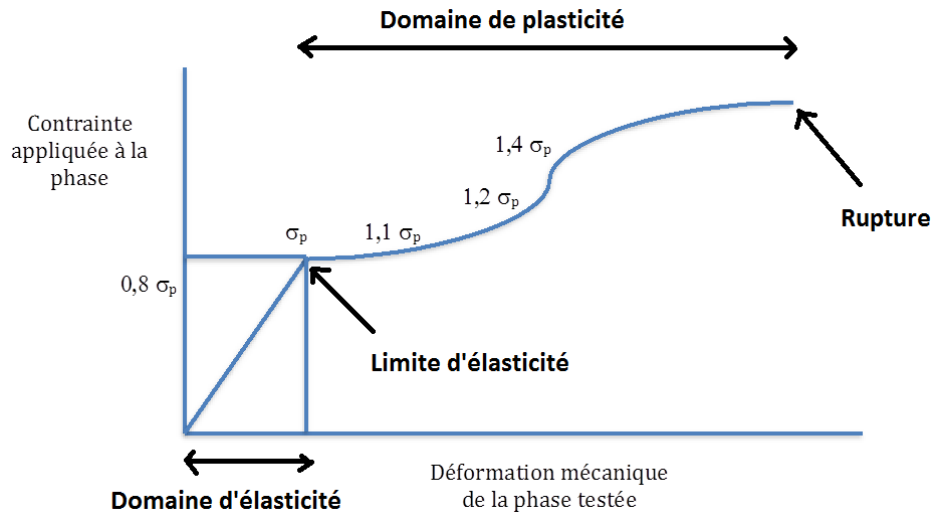 Domaine de plasticité
Contrainte
appliquée à la
phase
1,4 σp
1,2 σp
Rupture
σp
1,1 σp
0,8 σp
Limite d'élasticité
Déformation mécanique
de la phase testée
Domaine d'élasticité